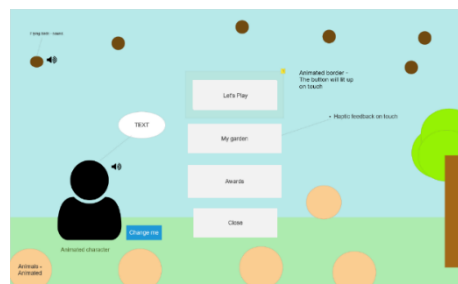 Let's Play
Animated border -
The button will lit up
on touch
• Haptic feedback on touch
TEXT
My garden
Awards
Close
Change me
Animated character
Animals -
Animated